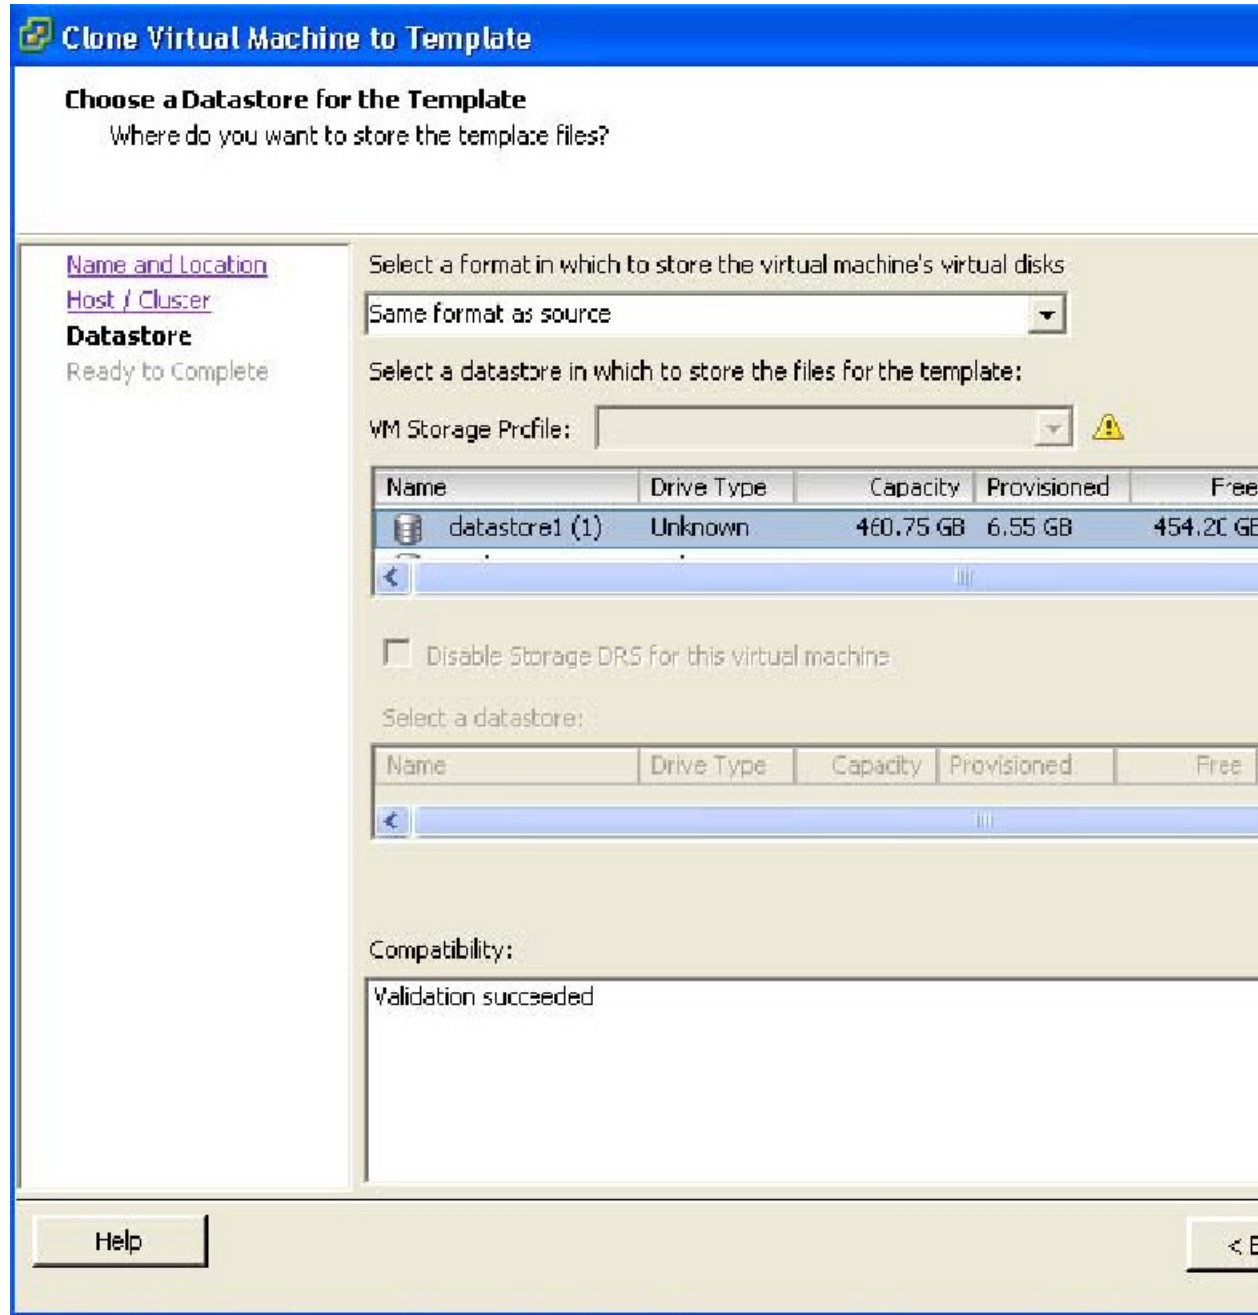 Clone Virtual Machine to Template
Choose a Datastore for the Template
Where do you want to store the template files?
Name and Location
Host / Cluster
Datastore
Ready to Complete
Select a format in which to store the virtual machine's virtual disks
Same format as source
Select a datastore in which to store the files for the template:
VM Storage Profile:
Name Drive Type Capacity Provisioned Free
datastore1 (1) Unknown 460.75 GB 6.55 GB 454.20 GB
Disable Storage DRS for this virtual machine
Select a datastore:
Name Drive Type Capacity Provisioned Free
Compatibility:
Validation succeeded
Help